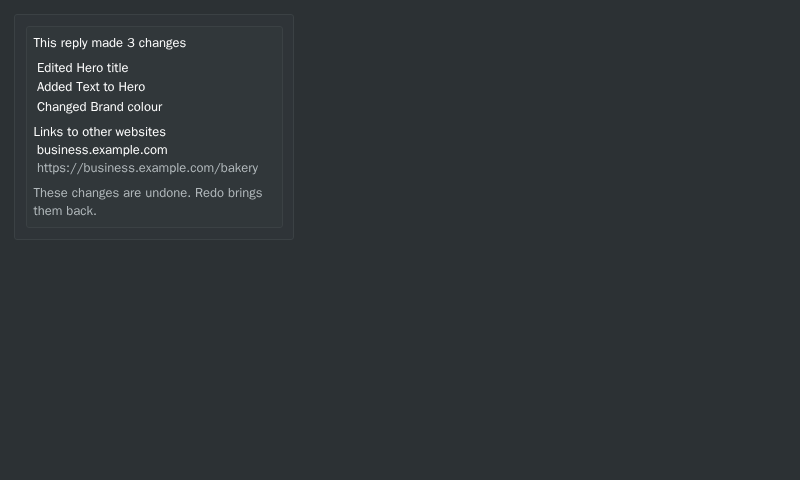 This reply made 3 changes
Edited Hero title
Added Text to Hero
Changed Brand colour
Links to other websites
business.example.com
https://business.example.com/bakery
These changes are undone. Redo brings
them back.